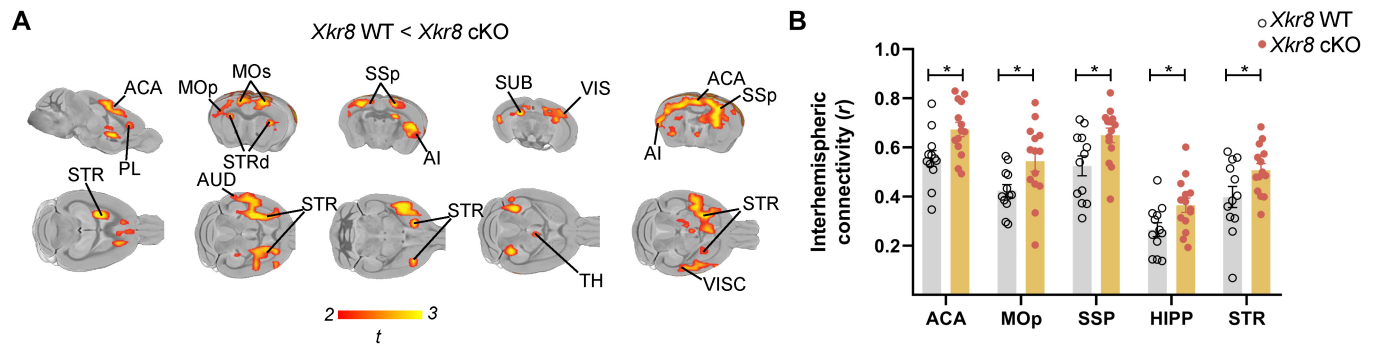 A
Xkr8 WT < Xkr8 cKO
ACA
PL
MOp
MOs
STRd
SSp
AI
SUB
VIS
ACA
SSp
AI
STR
AUD
STR
STR
TH
STR
VISC
2
3
t
B
Xkr8 WT
Xkr8 cKO
Interhemispheric
connectivity (r)
1.0
0.8
0.6
0.4
0.2
*
*
*
*
*
ACA
MOp
SSP
HIPP
STR